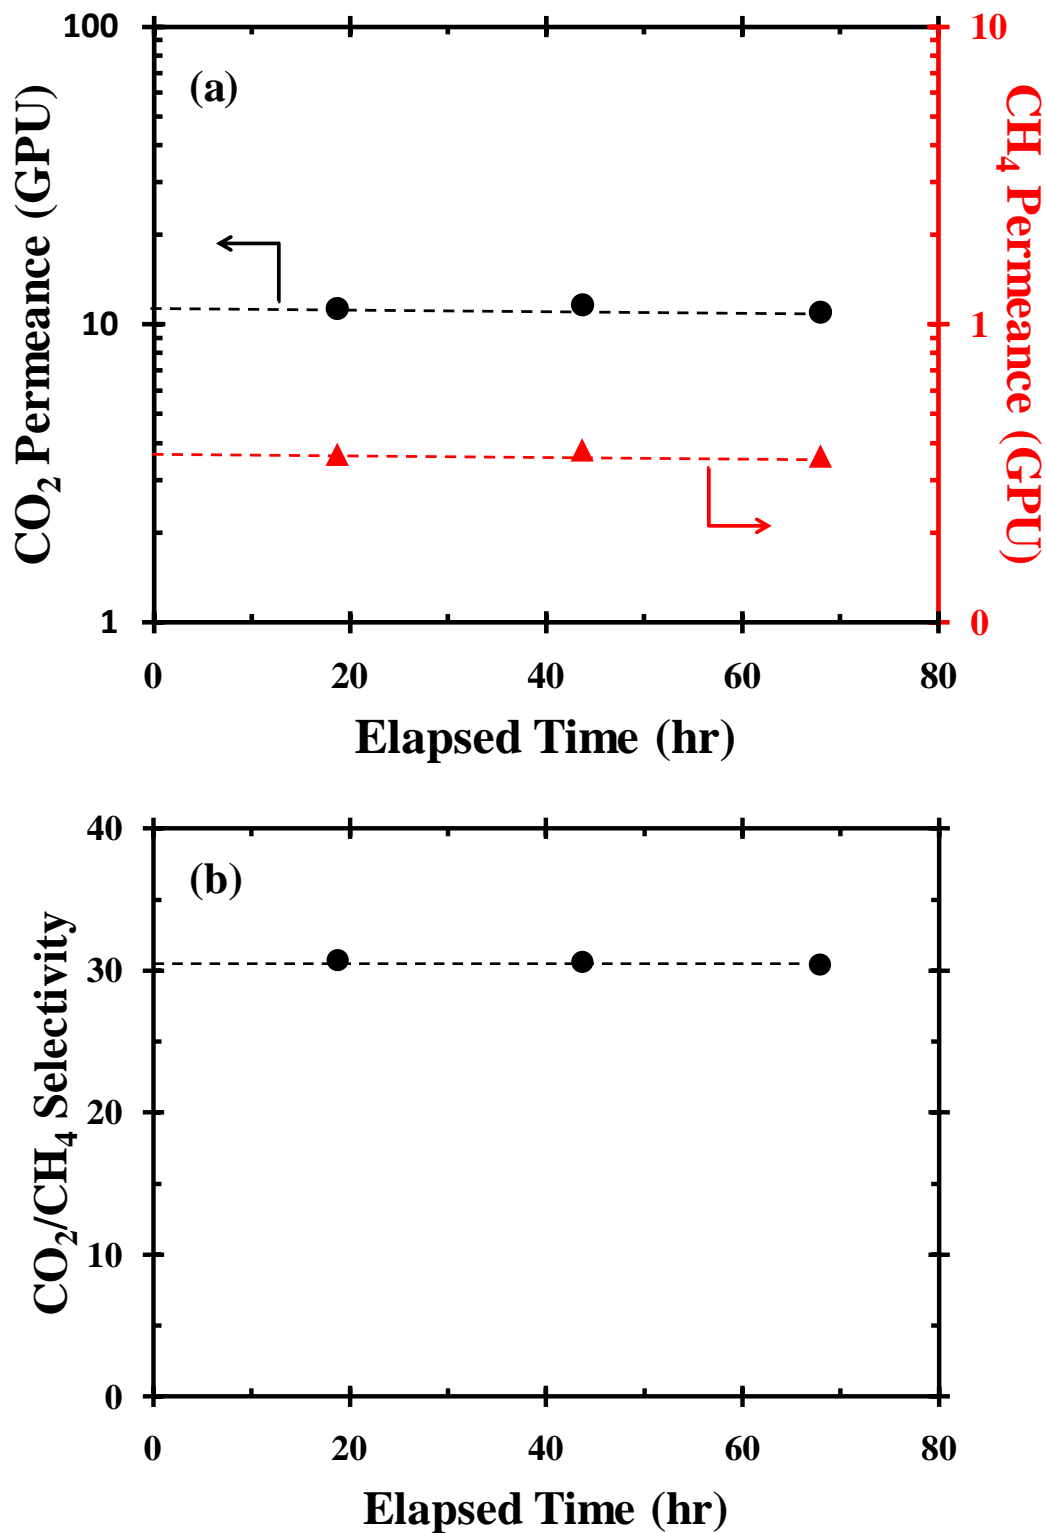 100
10
1
CO₂ Permeance (GPU)
(a)
10
1
0
CH₄ Permeance (GPU)
0 20 40 60 80
Elapsed Time (hr)
40
30
20
10
0
CO₂/CH₄ Selectivity
(b)
0 20 40 60 80
Elapsed Time (hr)